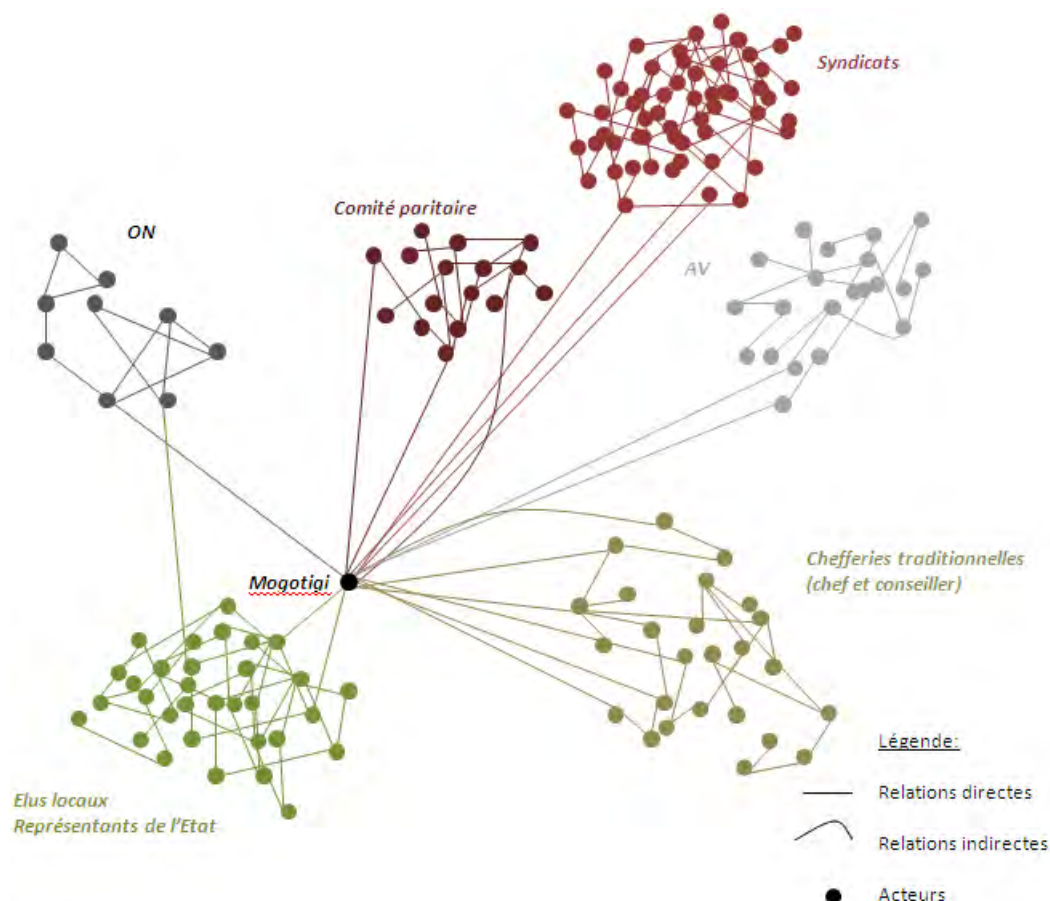 Syndicats
Comité paritaire
ON
AV
Mogotigi
Chefferies traditionnelles
(chef et conseiller)
Elus locaux
Représentants de l'Etat
Légende:
Relations directes
Relations indirectes
Acteurs